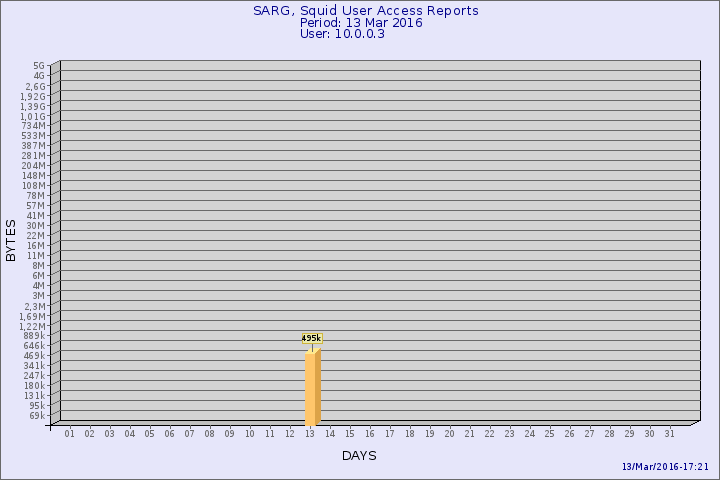 SARG, Squid User Access Reports
Period: 13 Mar 2016
User: 10.0.0.3
BYTES
5G
4G
2,6G
1,92G
1,39G
1,01G
734M
533M
387M
281M
204M
148M
108M
78M
57M
41M
30M
22M
16M
11M
8M
6M
4M
3M
2,3M
1,69M
1,22M
889k
646k
469k
341k
247k
180k
131k
95k
69k
495k
01 02 03 04 05 06 07 08 09 10 11 12 13 14 15 16 17 18 19 20 21 22 23 24 25 26 27 28 29 30 31
DAYS
13/Mar/2016-17:21